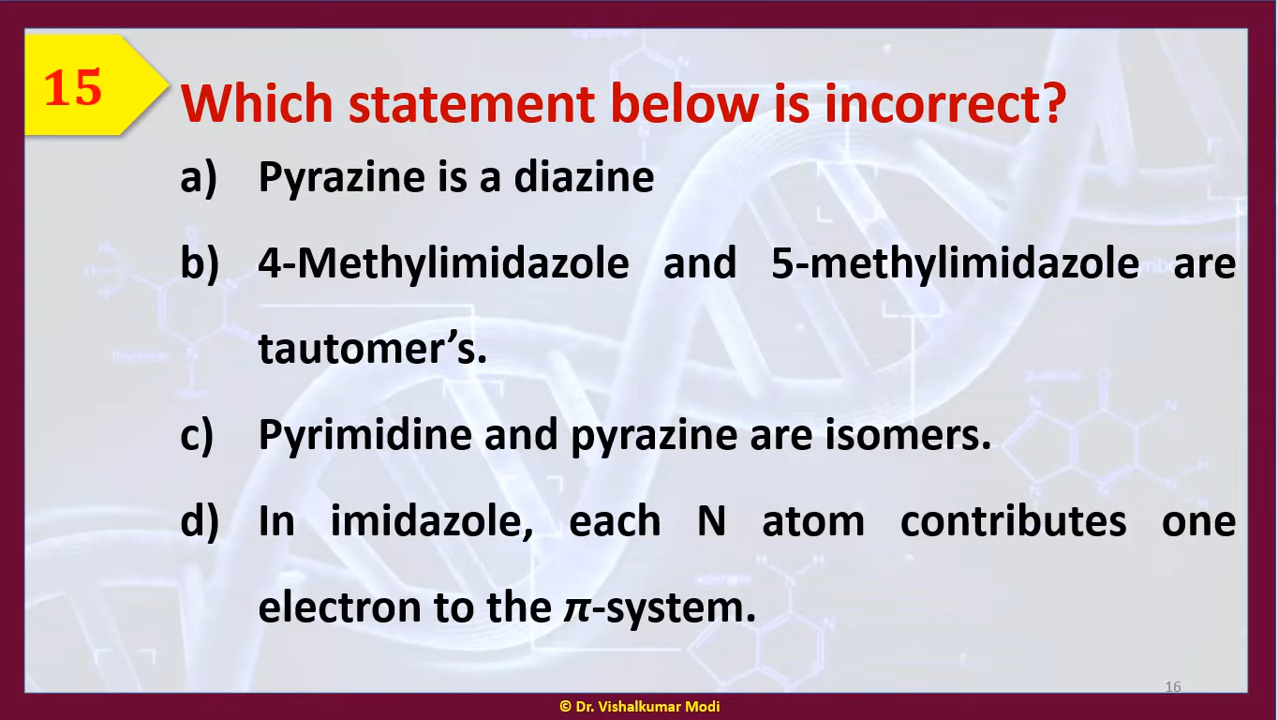 15
Which statement below is incorrect?
a) Pyrazine is a diazine
b) 4-Methylimidazole and 5-methylimidazole are
tautomer’s.
c) Pyrimidine and pyrazine are isomers.
d) In imidazole, each N atom contributes one
electron to the π-system.
16
© Dr. Vishalkumar Modi